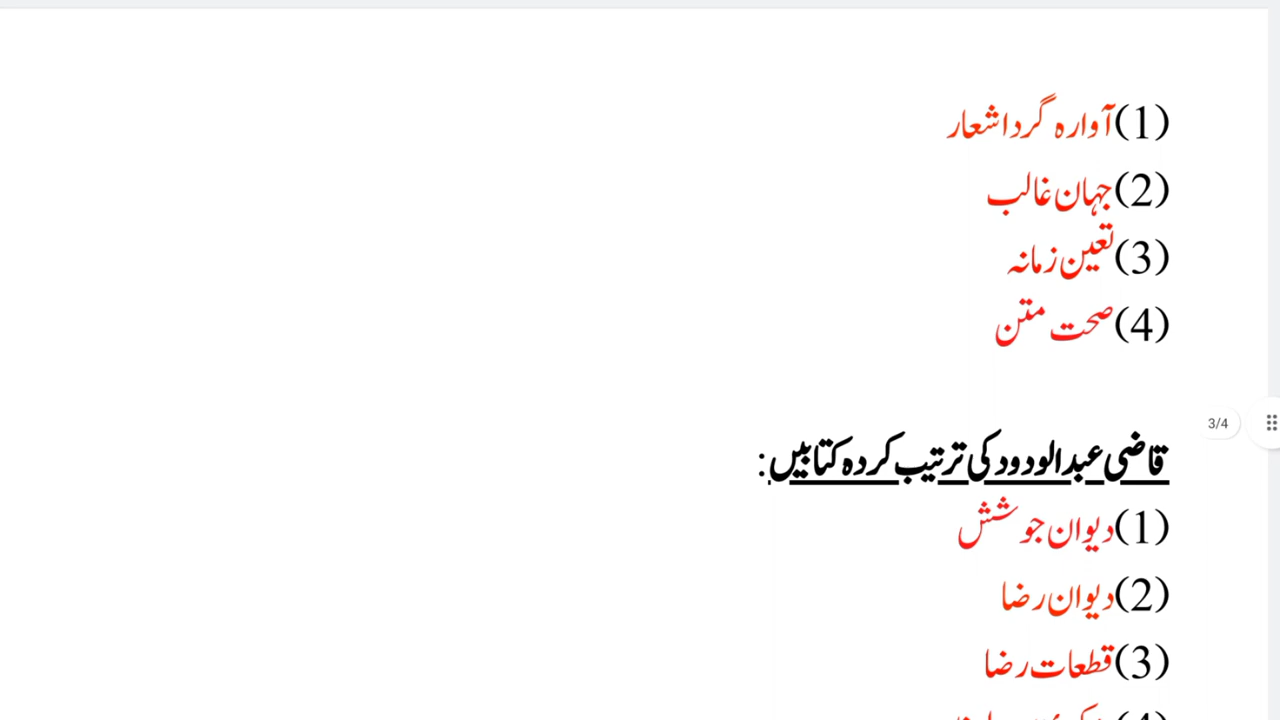 (1)آوارہ گرد اشعار
(2)جہان غالب
(3)تعین زمانہ
(4)صحت متن
3/4
قاضی عبدالودود کی ترتیب کردہ کتابیں:
(1)دیوان جوشش
(2)دیوان رضا
(3)قطعات رضا